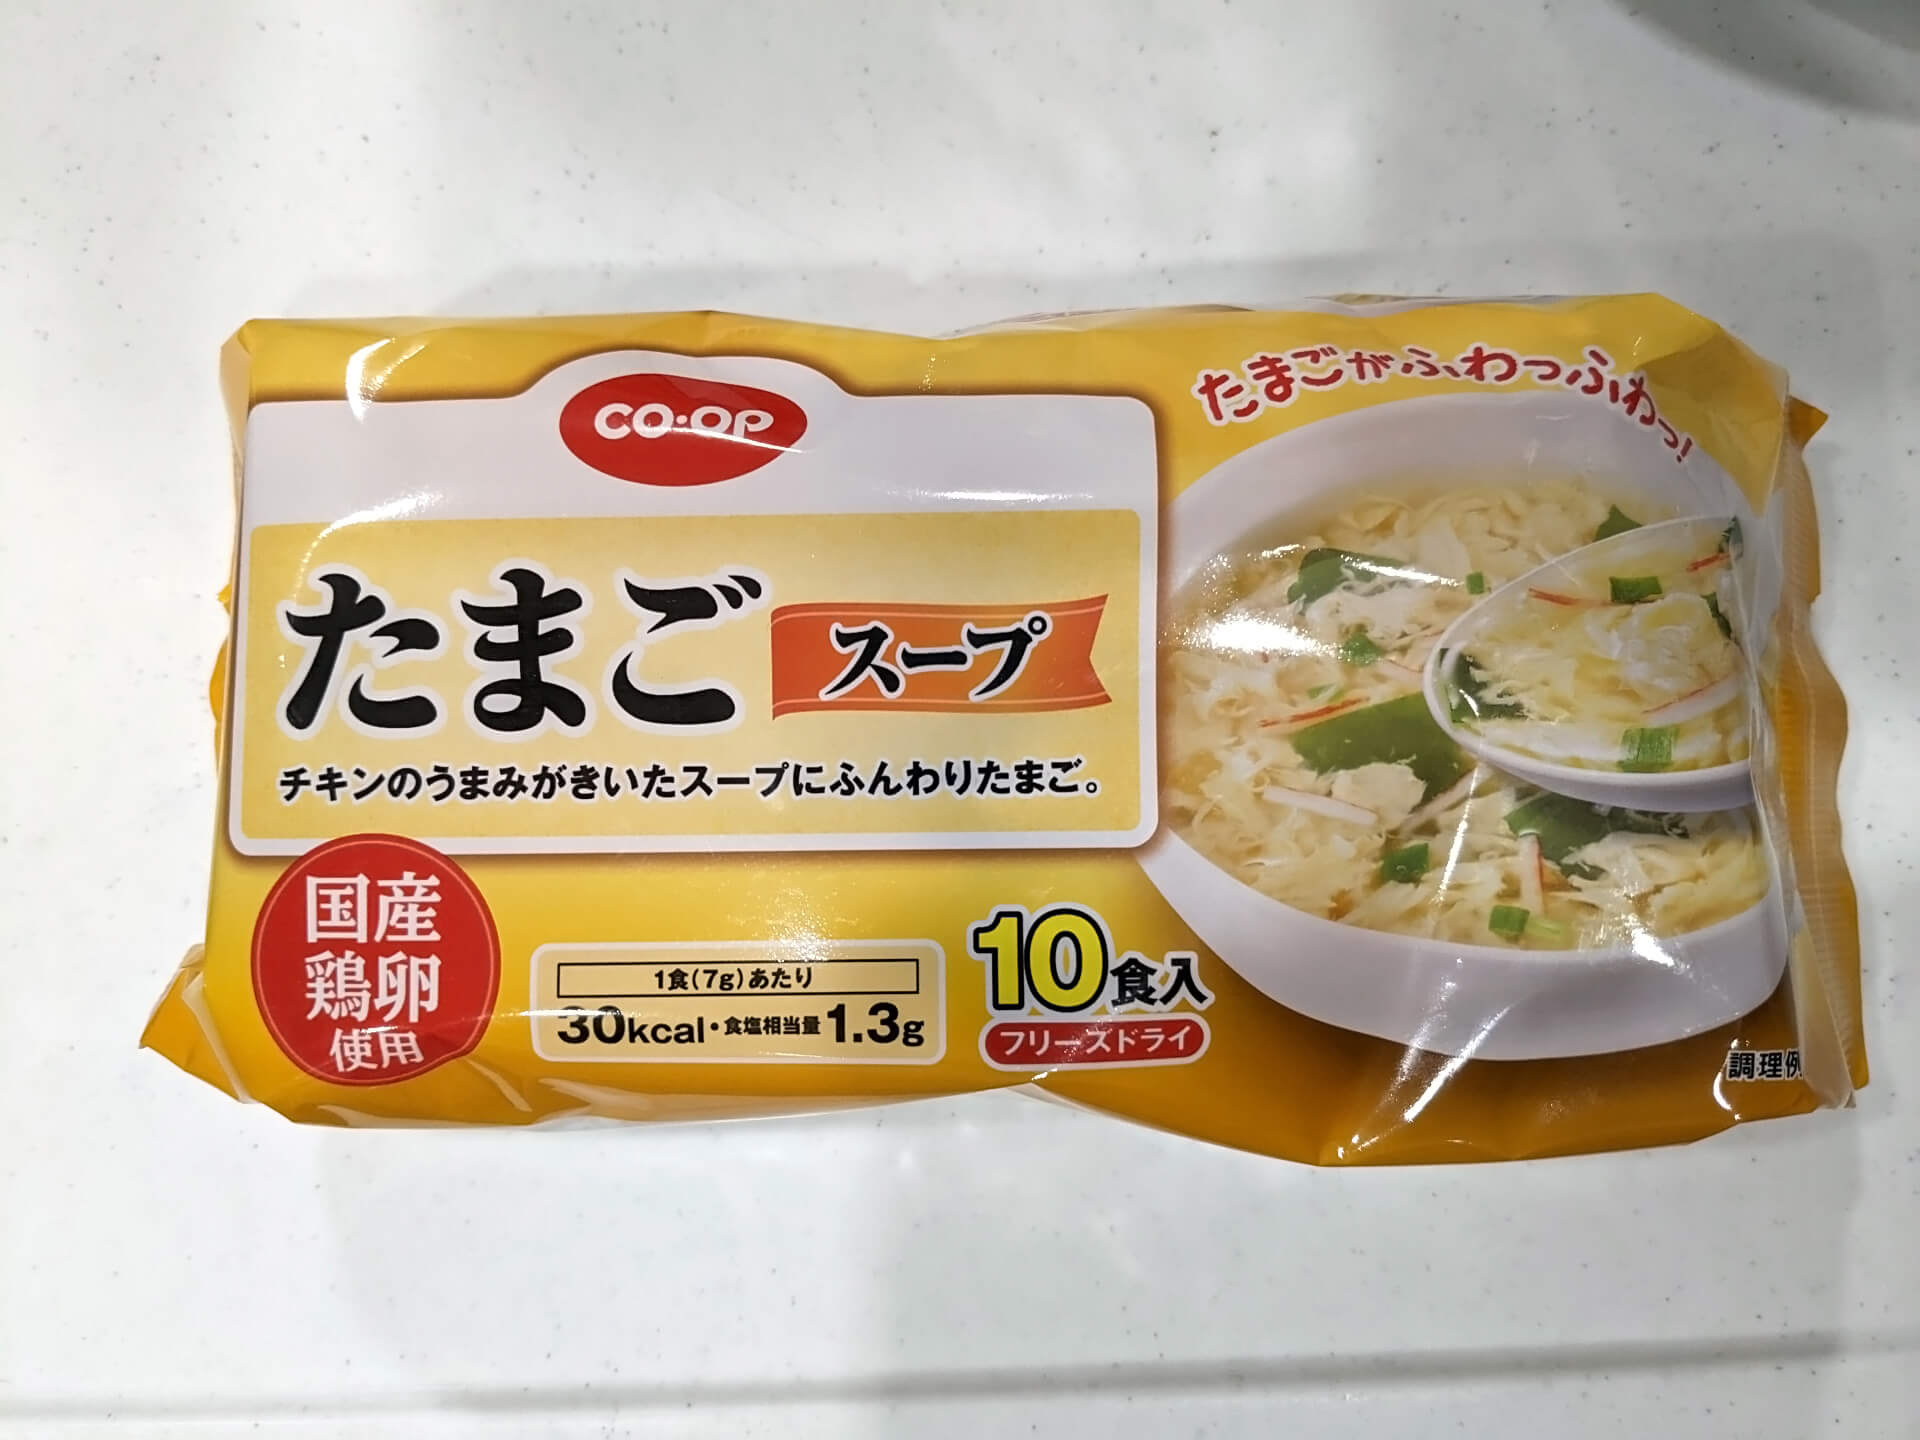 CO·OP
たまごがふわっふわっ!
たまご スープ
チキンのうまみがきいたスープにふんわりたまご。
国産
鶏卵
使用
1食(7g)あたり
30kcal・食塩相当量1.3g
10食入
フリーズドライ
調理例